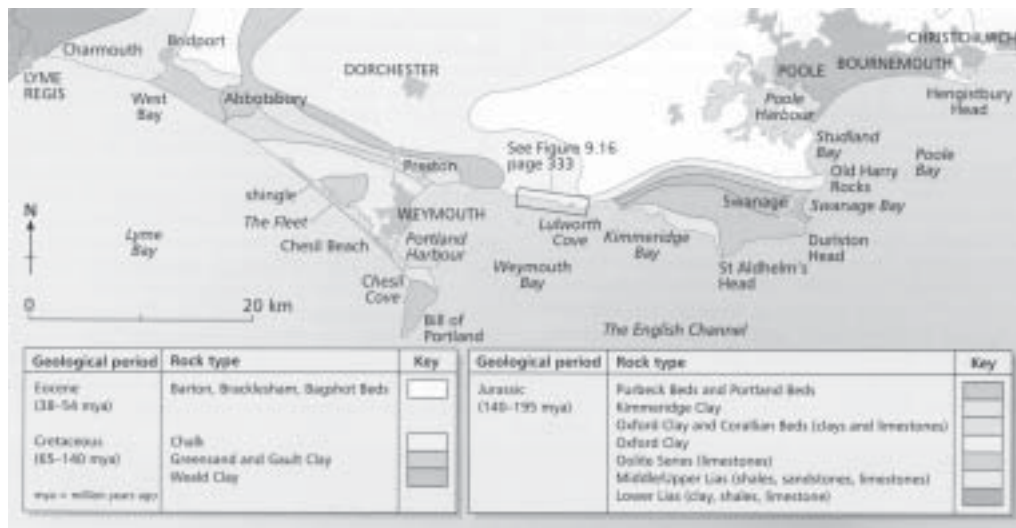 Charmouth
Bridport
LYME
REGIS
West
Bay
Abbotsbury
DORCHESTER
CHRISTCHURCH
BOURNEMOUTH
POOLE
Hengistbury
Head
Poole
Harbour
Studland
Bay
Poole
Bay
Old Harry
Rocks
See Figure 9.16
page 333
Preston
shingle
The Fleet
WEYMOUTH
Swanage
Swanage Bay
Lulworth
Cove
Kimmeridge
Bay
Durlston
Head
N
Lyme
Bay
Chesil Beach
Portland
Harbour
Weymouth
Bay
St Aldhelm's
Head
Chesil
Cove
0 20 km
Bill of
Portland
The English Channel
Geological period Rock type Key
Eocene Barton, Bracklesham, Bagshot Beds
(38–54 mya)
Cretaceous Chalk
(65–140 mya) Greensand and Gault Clay
Weald Clay
mya = million years ago
Geological period Rock type Key
Jurassic Purbeck Beds and Portland Beds
(140–195 mya) Kimmeridge Clay
Oxford Clay and Corallian Beds (clays and limestones)
Oxford Clay
Oolite Series (limestones)
Middle/Upper Lias (shales, sandstones, limestones)
Lower Lias (clay, shales, limestone)